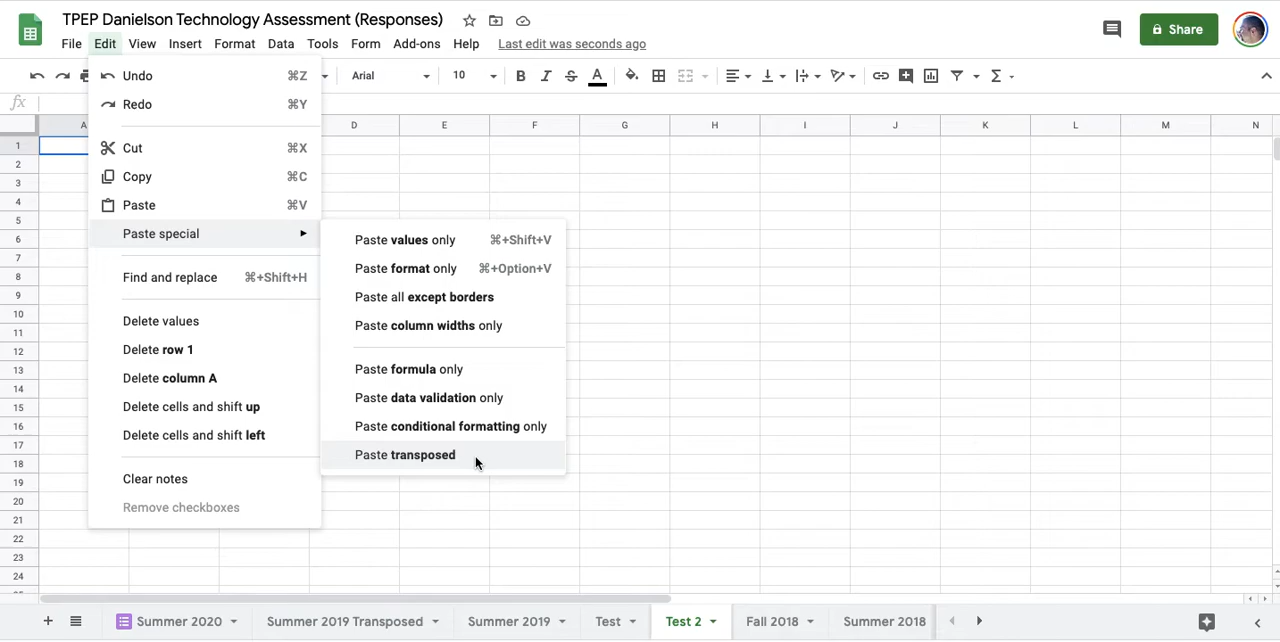 TPEP Danielson Technology Assessment (Responses)
File Edit View Insert Format Data Tools Form Add-ons Help Last edit was seconds ago
Share
Arial 10 B I S A
fx
A D E F G H I J K L M N
1
2
3
4
5
6
7
8
9
10
11
12
13
14
15
16
17
18
19
20
21
22
23
24
Undo ⌘Z
Redo ⌘Y
Cut ⌘X
Copy ⌘C
Paste ⌘V
Paste special
Find and replace ⌘+Shift+H
Delete values
Delete row 1
Delete column A
Delete cells and shift up
Delete cells and shift left
Clear notes
Remove checkboxes
Paste values only ⌘+Shift+V
Paste format only ⌘+Option+V
Paste all except borders
Paste column widths only
Paste formula only
Paste data validation only
Paste conditional formatting only
Paste transposed
Summer 2020 Summer 2019 Transposed Summer 2019 Test Test 2 Fall 2018 Summer 2018